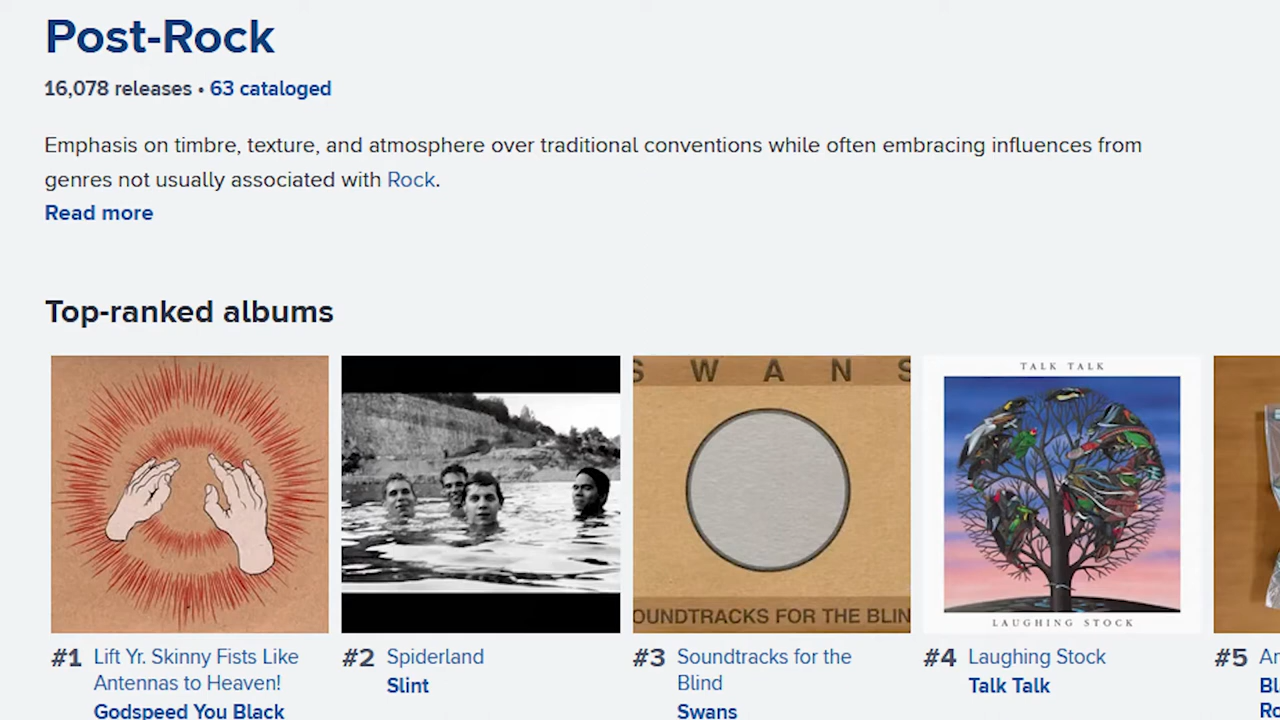 Post-Rock
16,078 releases • 63 cataloged
Emphasis on timbre, texture, and atmosphere over traditional conventions while often embracing influences from
genres not usually associated with Rock.
Read more
Top-ranked albums
S W A N S
OUNDTRACKS FOR THE BLIN
TALK TALK
LAUGHING STOCK
#1 Lift Yr. Skinny Fists Like
Antennas to Heaven!
Godspeed You Black
#2 Spiderland
Slint
#3 Soundtracks for the
Blind
Swans
#4 Laughing Stock
Talk Talk
#5